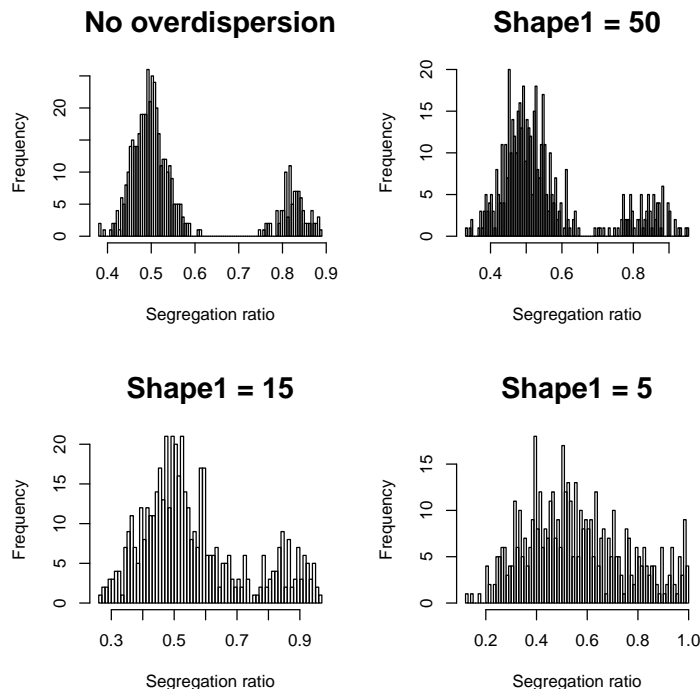 No overdispersion
Frequency
0 5 10 20
0.4 0.5 0.6 0.7 0.8 0.9
Segregation ratio
Shape1 = 50
Frequency
0 5 10 15 20
0.4 0.6 0.8
Segregation ratio
Shape1 = 15
Frequency
0 5 10 15 20
0.3 0.5 0.7 0.9
Segregation ratio
Shape1 = 5
Frequency
0 5 10 15
0.2 0.4 0.6 0.8 1.0
Segregation ratio